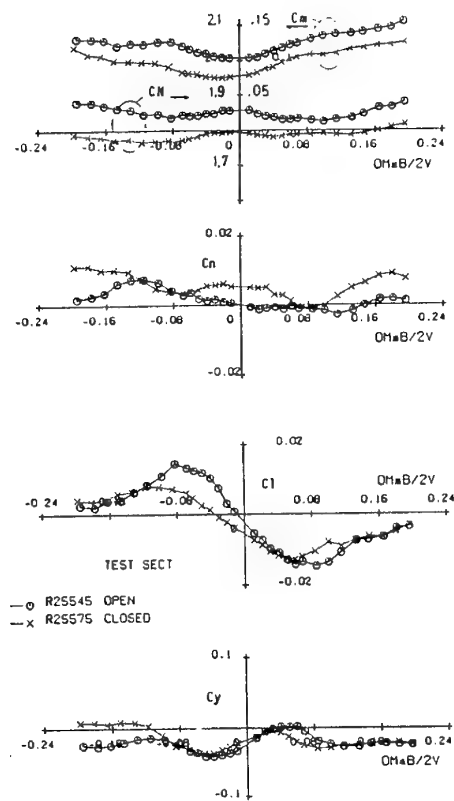 2.1 .15 Cm
CN 1.9 .05
-0.24 -0.16 -0.08 0 0.08 0.16 0.24
1.7 OM*B/2V
0.02
Cn
-0.24 -0.16 -0.08 0 0.08 0.16 0.24
OM*B/2V
-0.02
0.02
Cl OM*B/2V
-0.24 -0.08 0.08 0.16 0.24
-0.02
TEST SECT
R25545 OPEN
R25575 CLOSED
0.1
Cy
-0.24 0.24
OM*B/2V
-0.1